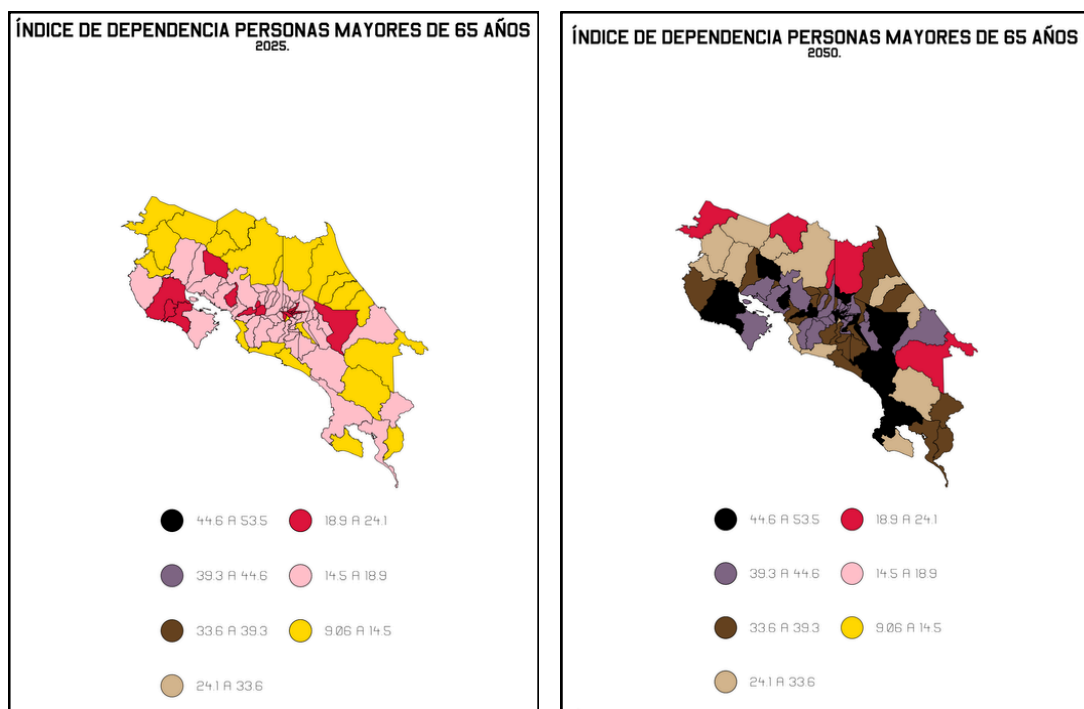 ÍNDICE DE DEPENDENCIA PERSONAS MAYORES DE 65 AÑOS
2025.
44.6 A 53.5
18.9 A 24.1
39.3 A 44.6
14.5 A 18.9
33.6 A 39.3
9.06 A 14.5
24.1 A 33.6
ÍNDICE DE DEPENDENCIA PERSONAS MAYORES DE 65 AÑOS
2050.
44.6 A 53.5
18.9 A 24.1
39.3 A 44.6
14.5 A 18.9
33.6 A 39.3
9.06 A 14.5
24.1 A 33.6